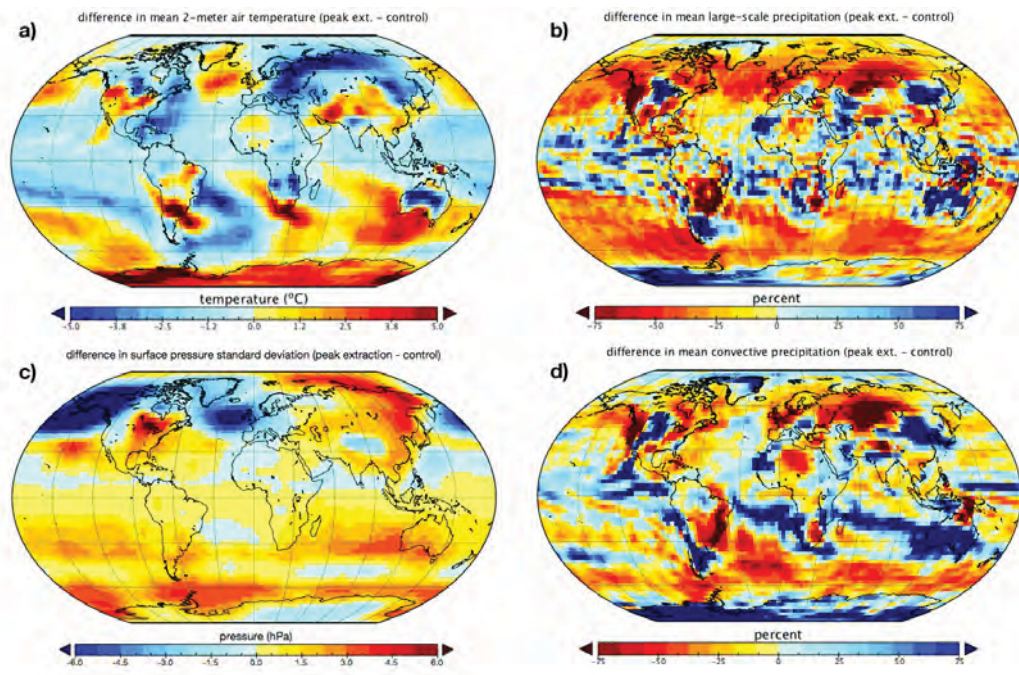 difference in mean 2-meter air temperature (peak ext. - control)
a)
temperature (°C)
-5.0 -3.8 -2.5 -1.2 0.0 1.2 2.5 3.8 5.0
difference in mean large-scale precipitation (peak ext. - control)
b)
percent
-75 -50 -25 0 25 50 75
difference in surface pressure standard deviation (peak extraction - control)
c)
pressure (hPa)
-6.0 -4.5 -3.0 -1.5 0.0 1.5 3.0 4.5 6.0
difference in mean convective precipitation (peak ext. - control)
d)
percent
-75 -50 -25 0 25 50 75